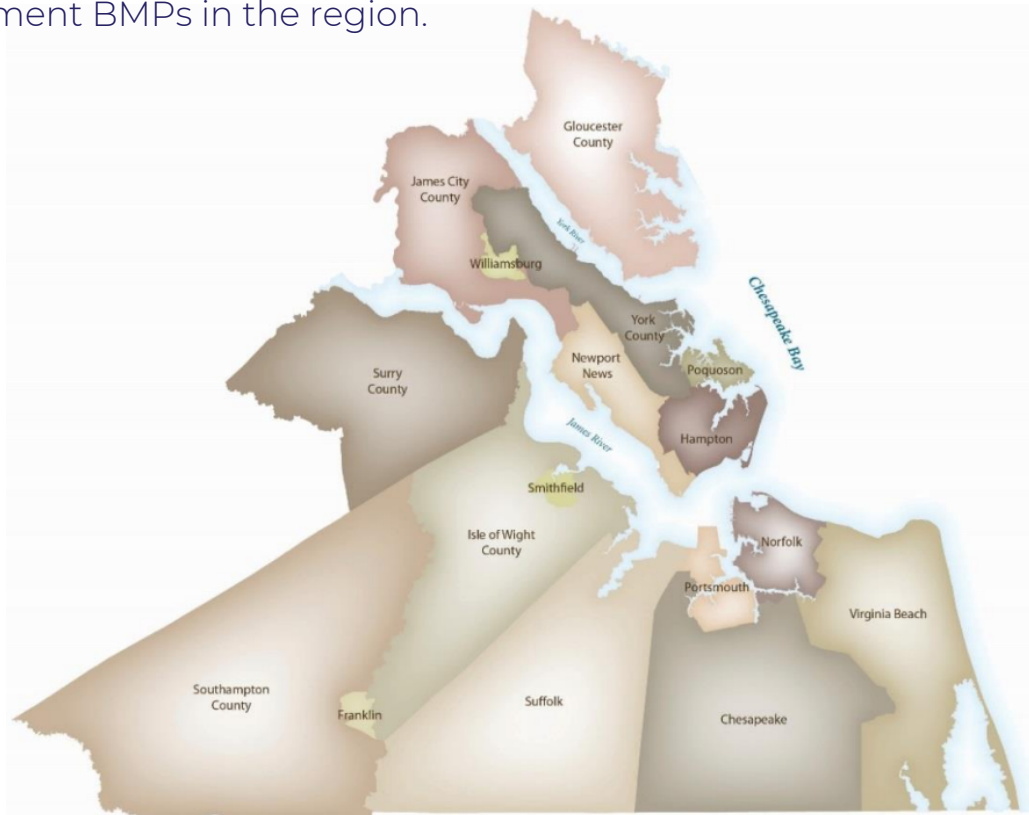 ment BMPs in the region.
Gloucester
County
James City
County
York River
Williamsburg
Chesapeake Bay
York
County
Newport
News
Poquoson
Surry
County
James River
Hampton
Smithfield
Isle of Wight
County
Norfolk
Portsmouth
Virginia Beach
Southampton
County
Franklin
Suffolk
Chesapeake